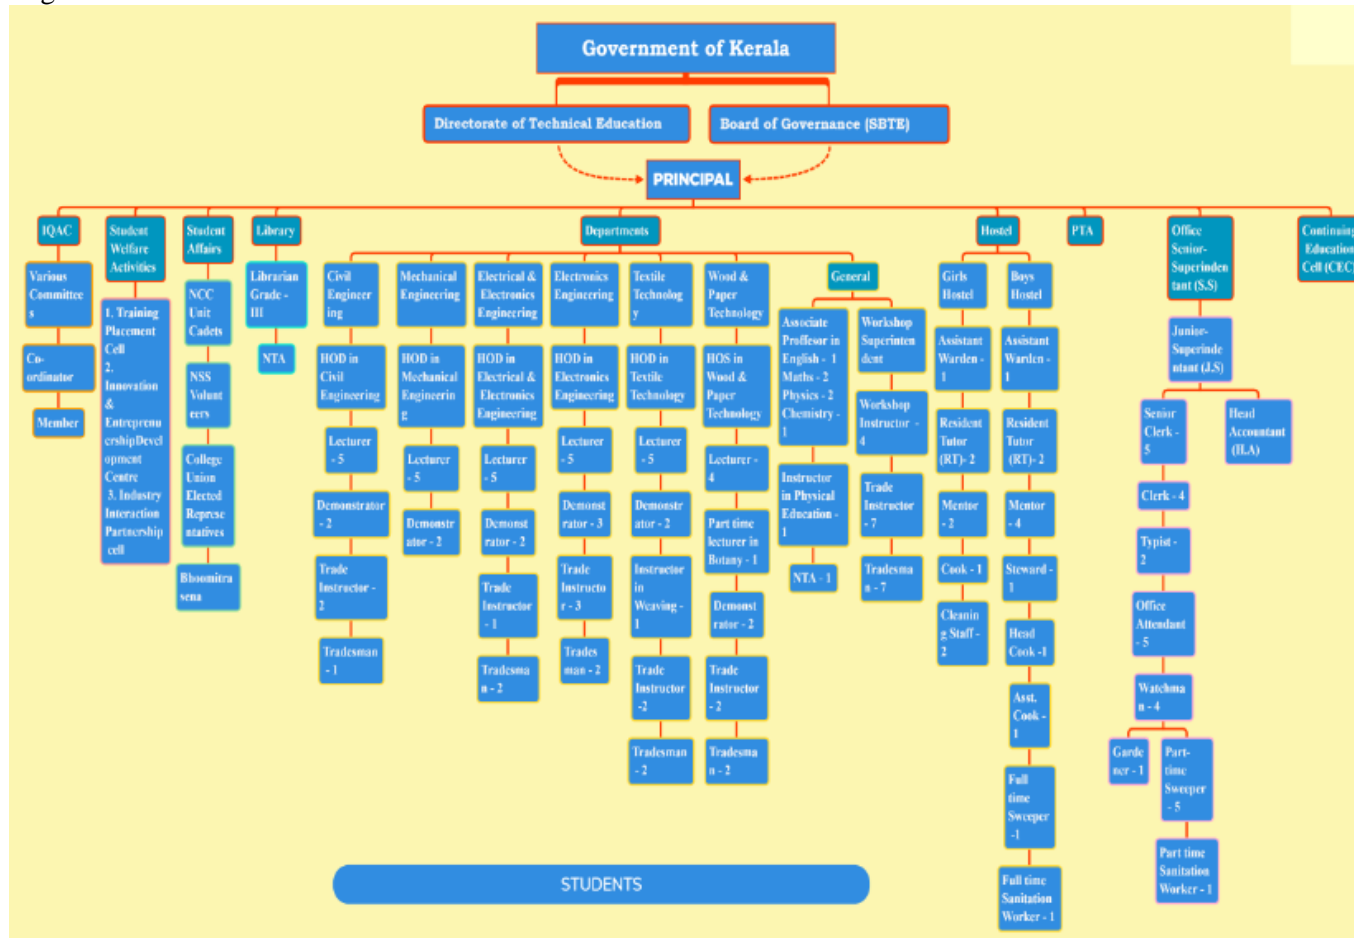 Government of Kerala
Directorate of Technical Education
Board of Governance (SBTE)
PRINCIPAL
IQAC
Various
Committee
s
Co-
ordinator
Member
Student
Welfare
Activities
1. Training
Placement
Cell
2.
Innovation
&
Entreprenu
ershipDevel
opment
Centre
3. Industry
Interaction
Partnership
cell
Student
Affairs
NCC
Unit
Cadets
NSS
Volunt
eers
College
Union
Elected
Represe
ntatives
Bhoomitra
sena
Library
Librarian
Grade -
III
NTA
Departments
Civil
Engineer
ing
HOD in
Civil
Engineering
Lecturer
- 5
Demonstrator
- 2
Trade
Instructor -
2
Tradesman
- 1
Mechanical
Engineering
HOD in
Mechanical
Engineerin
g
Lecturer
- 5
Demonstr
ator - 2
Electrical &
Electronics
Engineering
HOD in
Electrical &
Electronics
Engineering
Lecturer
- 5
Demonst
rator - 2
Trade
Instructor
- 1
Tradesma
n - 2
Electronics
Engineering
HOD in
Electronics
Engineering
Lecturer
- 5
Demonst
rator - 3
Trade
Instructo
r - 3
Trades
man - 2
Textile
Technolog
y
HOD in
Textile
Technology
Lecturer
- 5
Demonstr
ator - 2
Instructor
in
Weaving -
1
Trade
Instructor
-2
Tradesman
- 2
Wood &
Paper
Technology
HOS in
Wood &
Paper
Technology
Lecturer -
4
Part time
lecturer in
Botany - 1
Demonst
rator - 2
Trade
Instructor
- 2
Tradesma
n - 2
General
Associate
Proffesor in
English - 1
Maths - 2
Physics - 2
Chemistry -
1
Instructor
in Physical
Education -
1
NTA - 1
Workshop
Superinten
dent
Workshop
Instructor -
4
Trade
Instructor
- 7
Tradesma
n - 7
Hostel
Girls
Hostel
Assistant
Warden -
1
Resident
Tutor
(RT)- 2
Mentor
- 2
Cook - 1
Cleanin
g Staff -
2
Boys
Hostel
Assistant
Warden -
1
Resident
Tutor
(RT)- 2
Mentor
- 4
Steward -
1
Head
Cook -1
Asst.
Cook -
1
Full
time
Sweeper
-1
Full time
Sanitation
Worker - 1
PTA
Office
Senior-
Superinden
tant (S.S)
Junior-
Superinde
ntant (J.S)
Senior
Clerk -
5
Clerk - 4
Typist -
2
Office
Attendant
- 5
Watchma
n - 4
Garde
ner - 1
Part-
time
Sweeper
- 5
Part time
Sanitation
Worker - 1
Head
Accountant
(H.A)
Continuing
Education
Cell (CEC)
STUDENTS